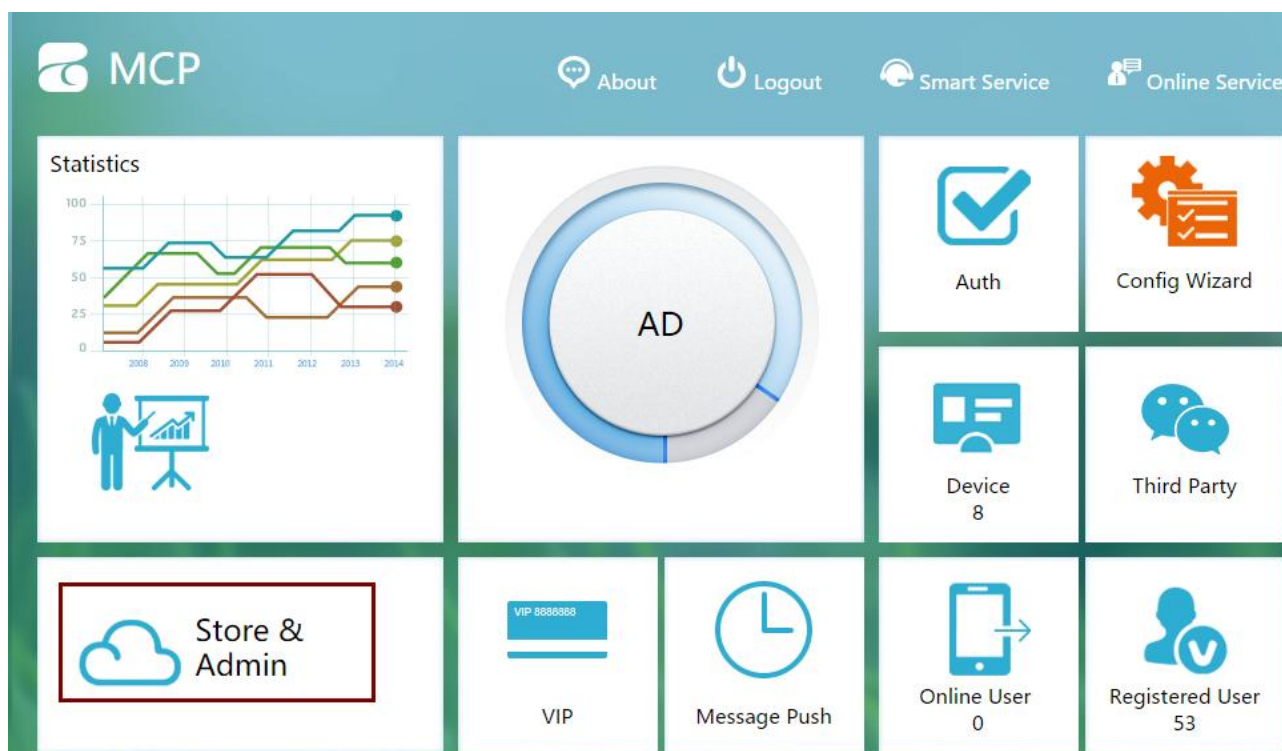 MCP
About
Logout
Smart Service
Online Service
Statistics
100
75
50
25
0
2008 2009 2010 2011 2012 2013 2014
AD
Auth
Config Wizard
Device
8
Third Party
Store &
Admin
VIP 8888888
VIP
Message Push
Online User
0
V
Registered User
53